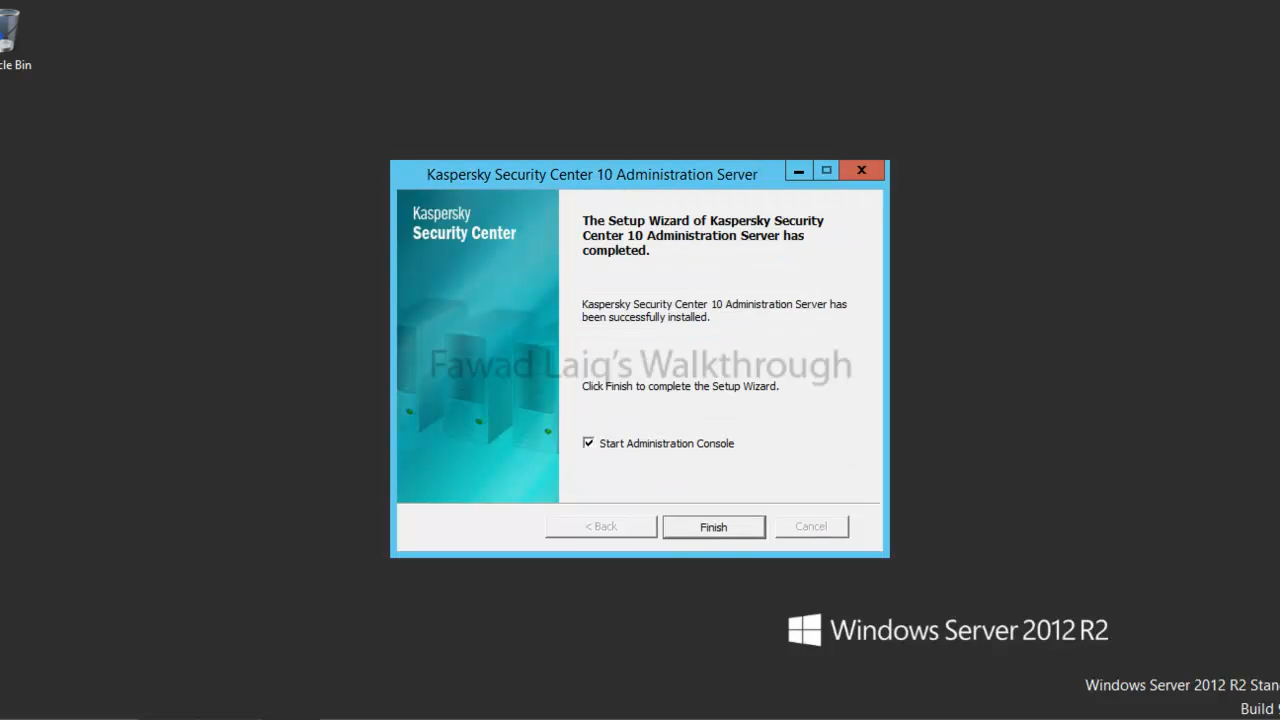 cle Bin
Kaspersky Security Center 10 Administration Server
Kaspersky
Security Center
The Setup Wizard of Kaspersky Security
Center 10 Administration Server has
completed.
Kaspersky Security Center 10 Administration Server has
been successfully installed.
Fawad Laiq's Walkthrough
Click Finish to complete the Setup Wizard.
Start Administration Console
< Back
Finish
Cancel
Windows Server 2012 R2
Windows Server 2012 R2 Stan
Build